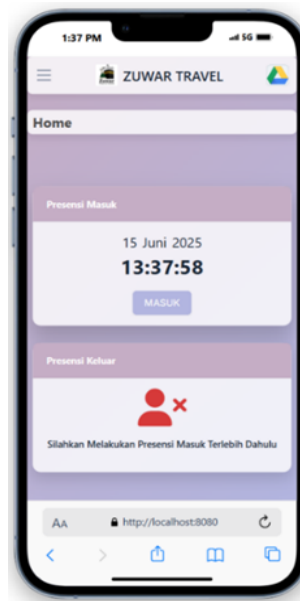 1:37 PM
5G
ZUWAR TRAVEL
Home
Presensi Masuk
15 Juni 2025
13:37:58
MASUK
Presensi Keluar
Silahkan Melakukan Presensi Masuk Terlebih Dahulu
AA
http://localhost:8080